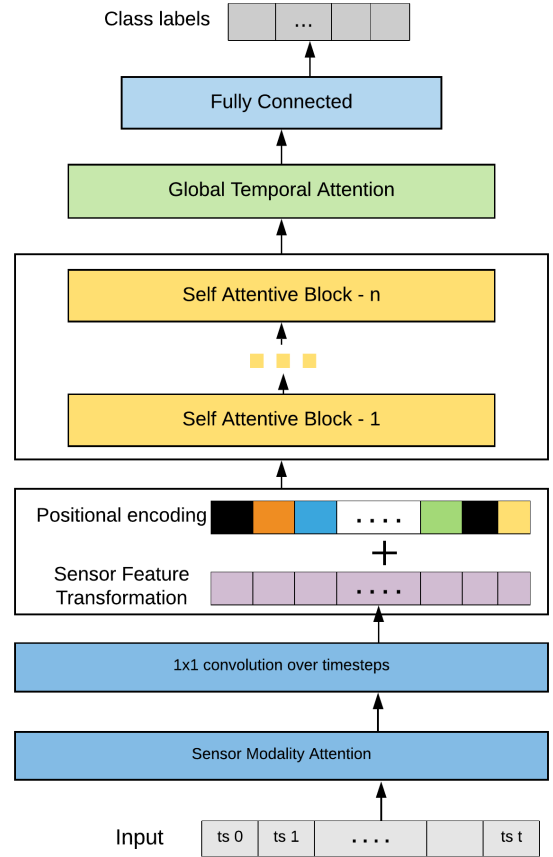 Class labels
...
Fully Connected
Global Temporal Attention
Self Attentive Block - n
Self Attentive Block - 1
Positional encoding
. . . .
+
Sensor Feature
Transformation
. . . .
1x1 convolution over timesteps
Sensor Modality Attention
Input
ts 0 ts 1 . . . . ts t